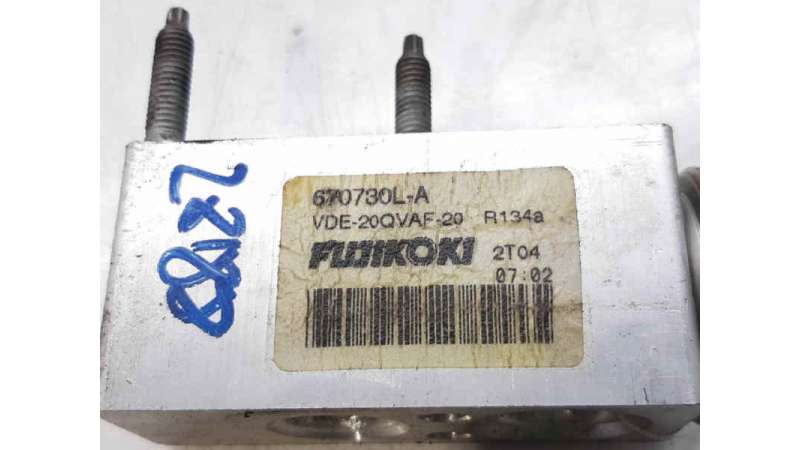 670730L-A
VDE-20QVAF-20 R134a
FUJIKOKI 2T04
07:02